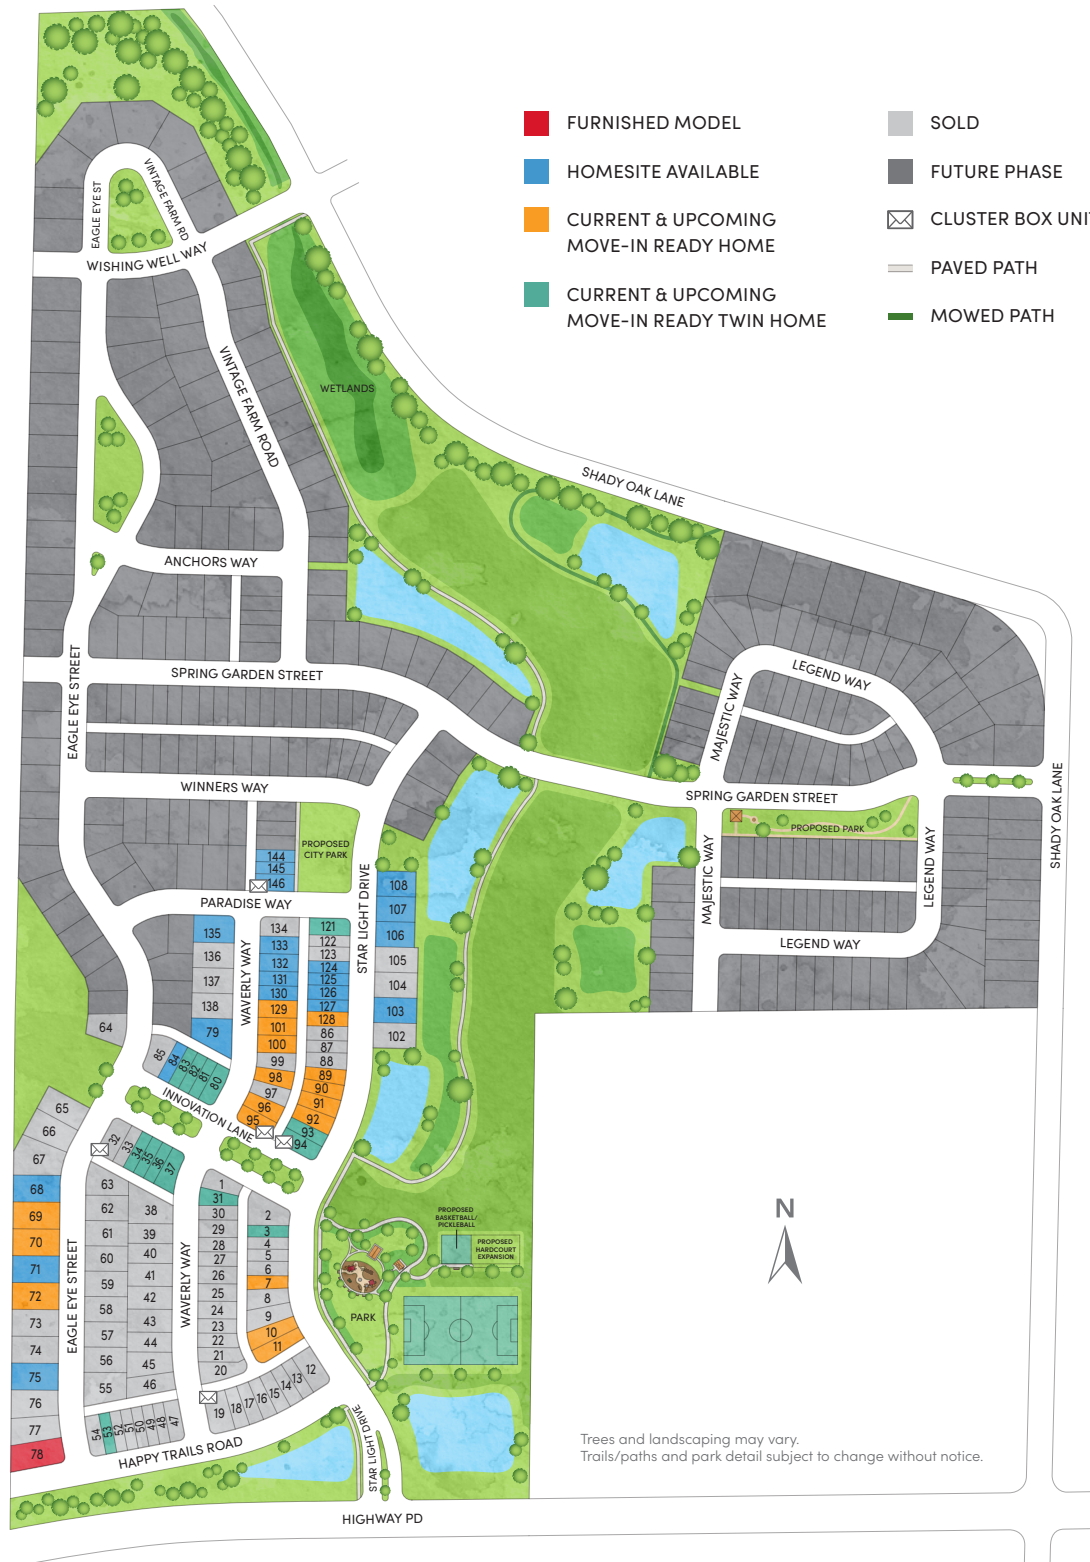 FURNISHED MODEL
HOMESITE AVAILABLE
CURRENT & UPCOMING
MOVE-IN READY HOME
CURRENT & UPCOMING
MOVE-IN READY TWIN HOME
SOLD
FUTURE PHASE
CLUSTER BOX UNI
PAVED PATH
MOWED PATH
EAGLE EYE ST
VINTAGE FARM RD
WISHING WELL WAY
VINTAGE FARM ROAD
WETLANDS
SHADY OAK LANE
ANCHORS WAY
SPRING GARDEN STREET
EAGLE EYE STREET
LEGEND WAY
MAJESTIC WAY
WINNERS WAY
SPRING GARDEN STREET
SHADY OAK LANE
PROPOSED
CITY PARK
PROPOSED PARK
MAJESTIC WAY
LEGEND WAY
LEGEND WAY
144
145
146
PARADISE WAY
STAR LIGHT DRIVE
108
107
106
105
104
103
102
135
136
137
138
79
WAVERLY WAY
134
133
132
131
130
129
101
100
99
98
97
96
95
121
122
123
124
125
126
127
128
86
87
88
89
90
91
92
93
94
64
85
84
83
82
81
80
INNOVATION LANE
65
66
67
68
69
70
71
72
73
74
75
76
77
78
32
33
34
35
36
37
63
62
61
60
59
58
57
56
55
38
39
40
41
42
43
44
45
46
EAGLE EYE STREET
WAVERLY WAY
1
31
30
29
28
27
26
25
24
23
22
21
20
2
3
4
5
6
7
8
9
10
11
12
13
14
15
16
17
18
19
54
53
52
51
50
49
48
47
HAPPY TRAILS ROAD
PROPOSED
BASKETBALL/
PICKLEBALL
PROPOSED
HARDCOURT
EXPANSION
PARK
STAR LIGHT DRIVE
HIGHWAY PD
N
Trees and landscaping may vary.
Trails/paths and park detail subject to change without notice.